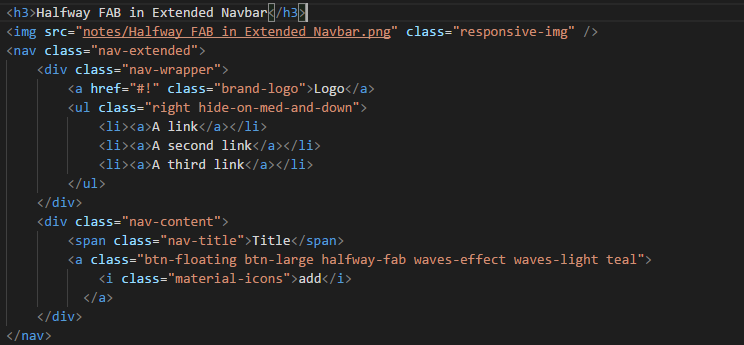 <h3>Halfway FAB in Extended Navbar</h3>
<img src="notes/Halfway FAB in Extended Navbar.png" class="responsive-img" />
<nav class="nav-extended">
    <div class="nav-wrapper">
        <a href="#!" class="brand-logo">Logo</a>
        <ul class="right hide-on-med-and-down">
            <li><a>A link</a></li>
            <li><a>A second link</a></li>
            <li><a>A third link</a></li>
        </ul>
    </div>
    <div class="nav-content">
        <span class="nav-title">Title</span>
        <a class="btn-floating btn-large halfway-fab waves-effect waves-light teal">
            <i class="material-icons">add</i>
          </a>
    </div>
</nav>